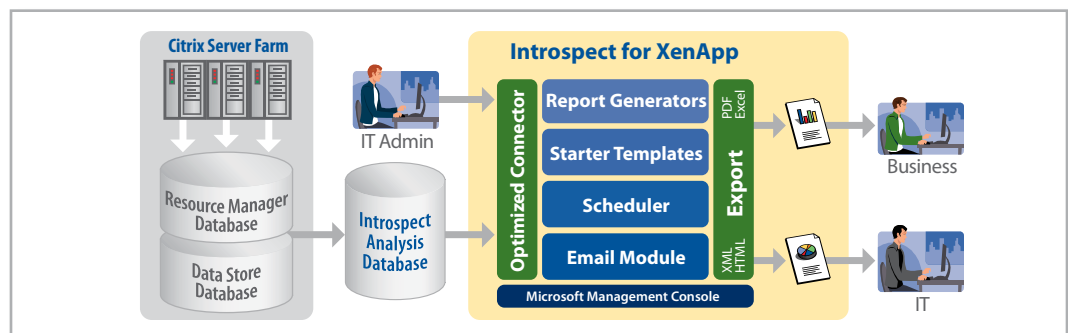 Citrix Server Farm
Resource Manager
Database
Data Store
Database
IT Admin
Introspect
Analysis
Database
Introspect for XenApp
Optimized Connector
Report Generators
Starter Templates
Scheduler
Email Module
PDF
Excel
Export
XML
HTML
Microsoft Management Console
Business
IT